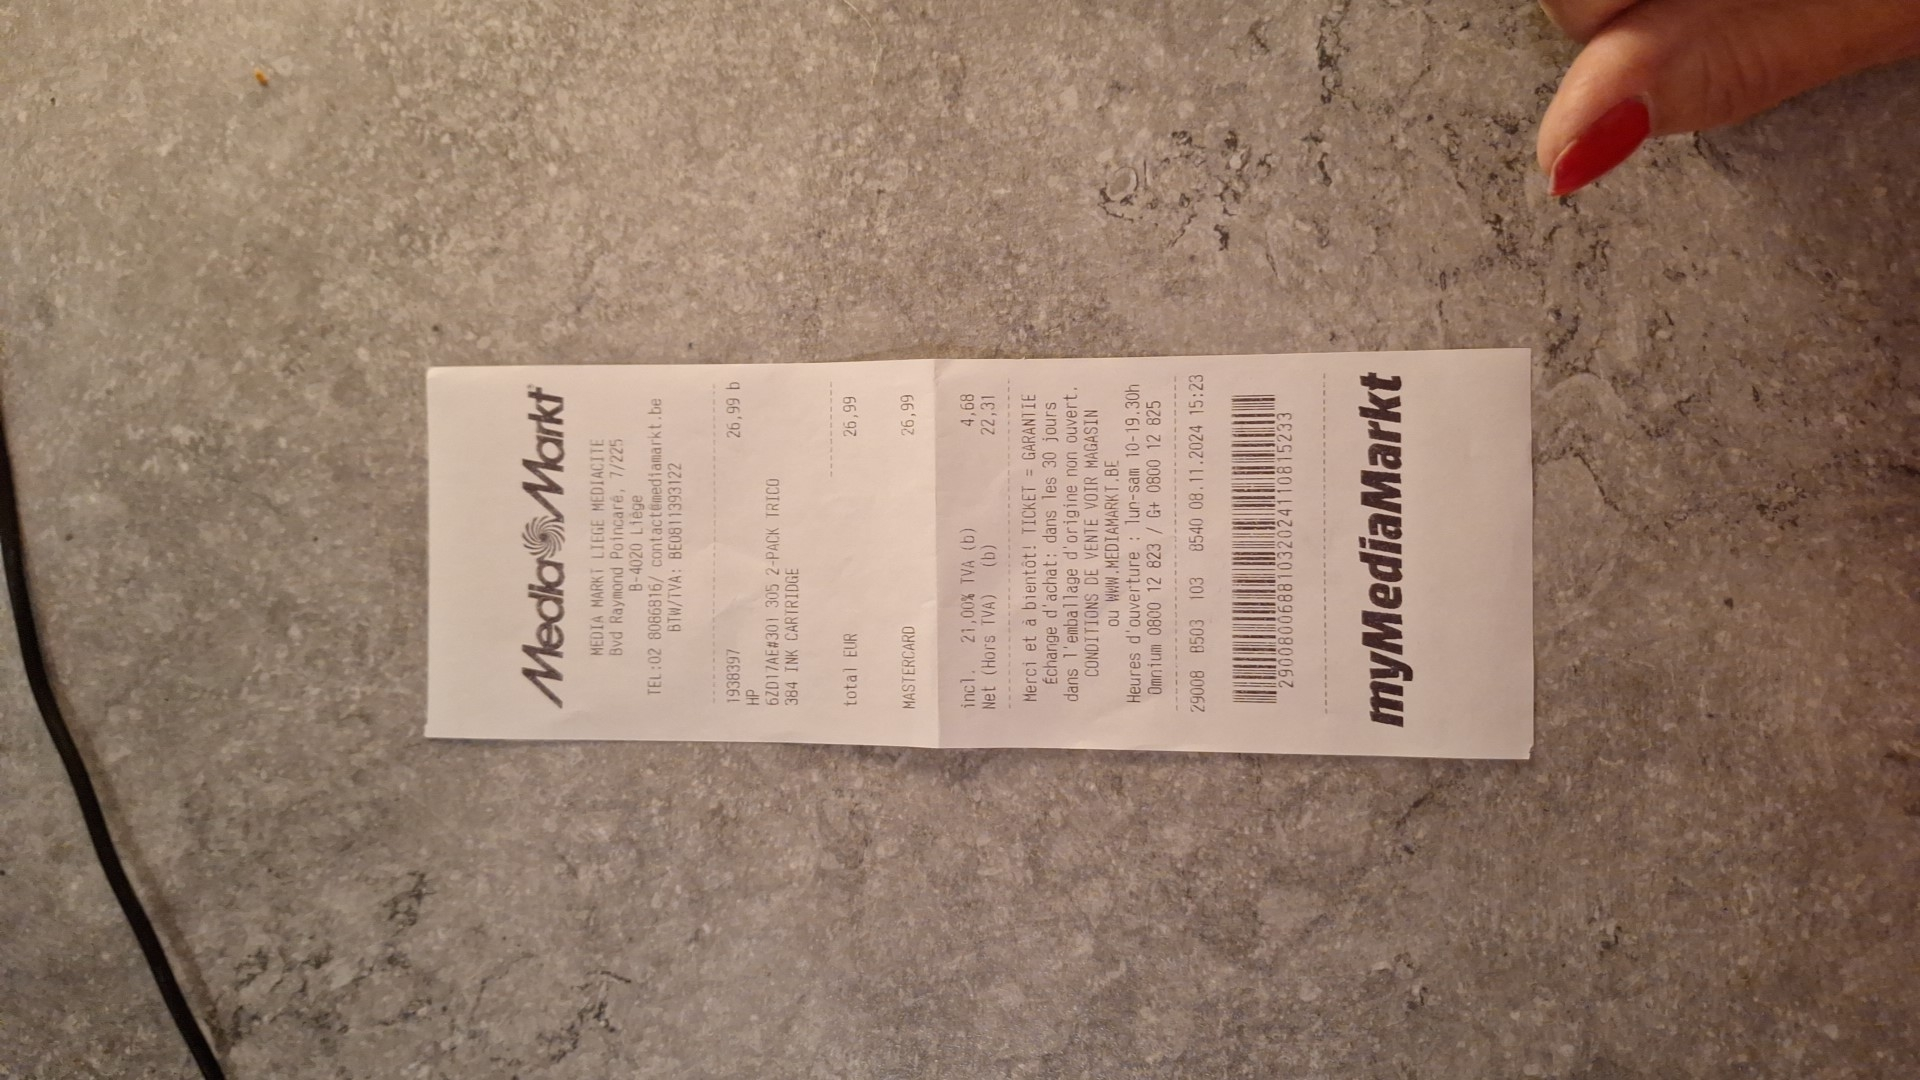 MediaMarkt
MEDIA MARKT LIEGE MEDIACITE
Bvd Raymond Poincaré, 7/225
B-4020 Liège
TEL:02 8086816/ contact@mediamarkt.be
BTW/TVA: BE0811393122
1938397 26,99 b
HP
6ZD17AE#301 305 2-PACK TRICO
384 INK CARTRIDGE
total EUR 26,99
MASTERCARD 26,99
incl. 21,00% TVA (b) 4,68
Net (Hors TVA) (b) 22,31
Merci et à bientôt! TICKET = GARANTIE
Échange d'achat: dans les 30 jours
dans l'emballage d'origine non ouvert.
CONDITIONS DE VENTE VOIR MAGASIN
ou WWW.MEDIAMARKT.BE
Heures d'ouverture : lun-sam 10-19.30h
Omnium 0800 12 823 / G+ 0800 12 825
29008 B503 103 8540 08.11.2024 15:23
29008006881032024110815233
myMediaMarkt